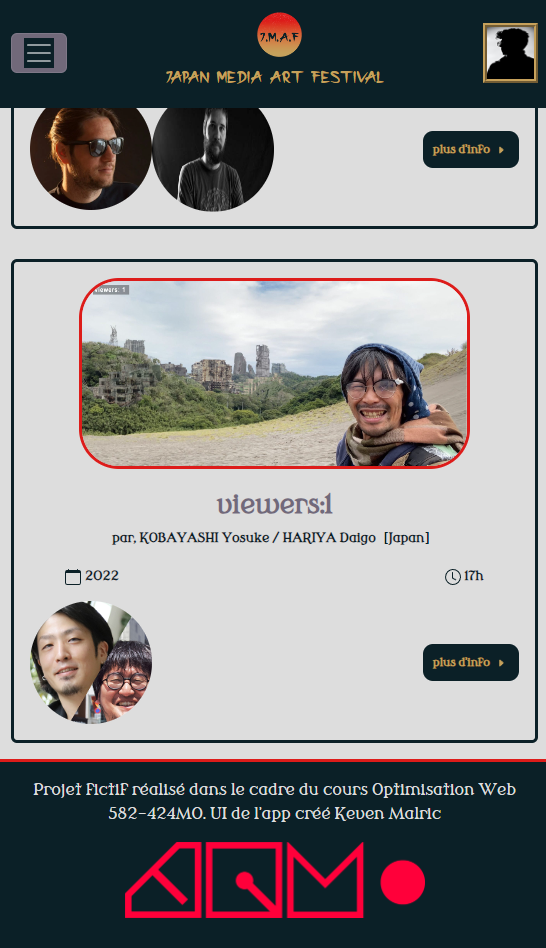 J.M.A.F
JAPAN MEDIA ART FESTIVAL
plus d'info
viewers: 1
viewers:1
par, KOBAYASHI Yosuke / HARIYA Daigo [Japan]
2022
17h
plus d'info
Projet fictif réalisé dans le cadre du cours Optimisation Web
582-424MO. UI de l'app créé Keven Malric